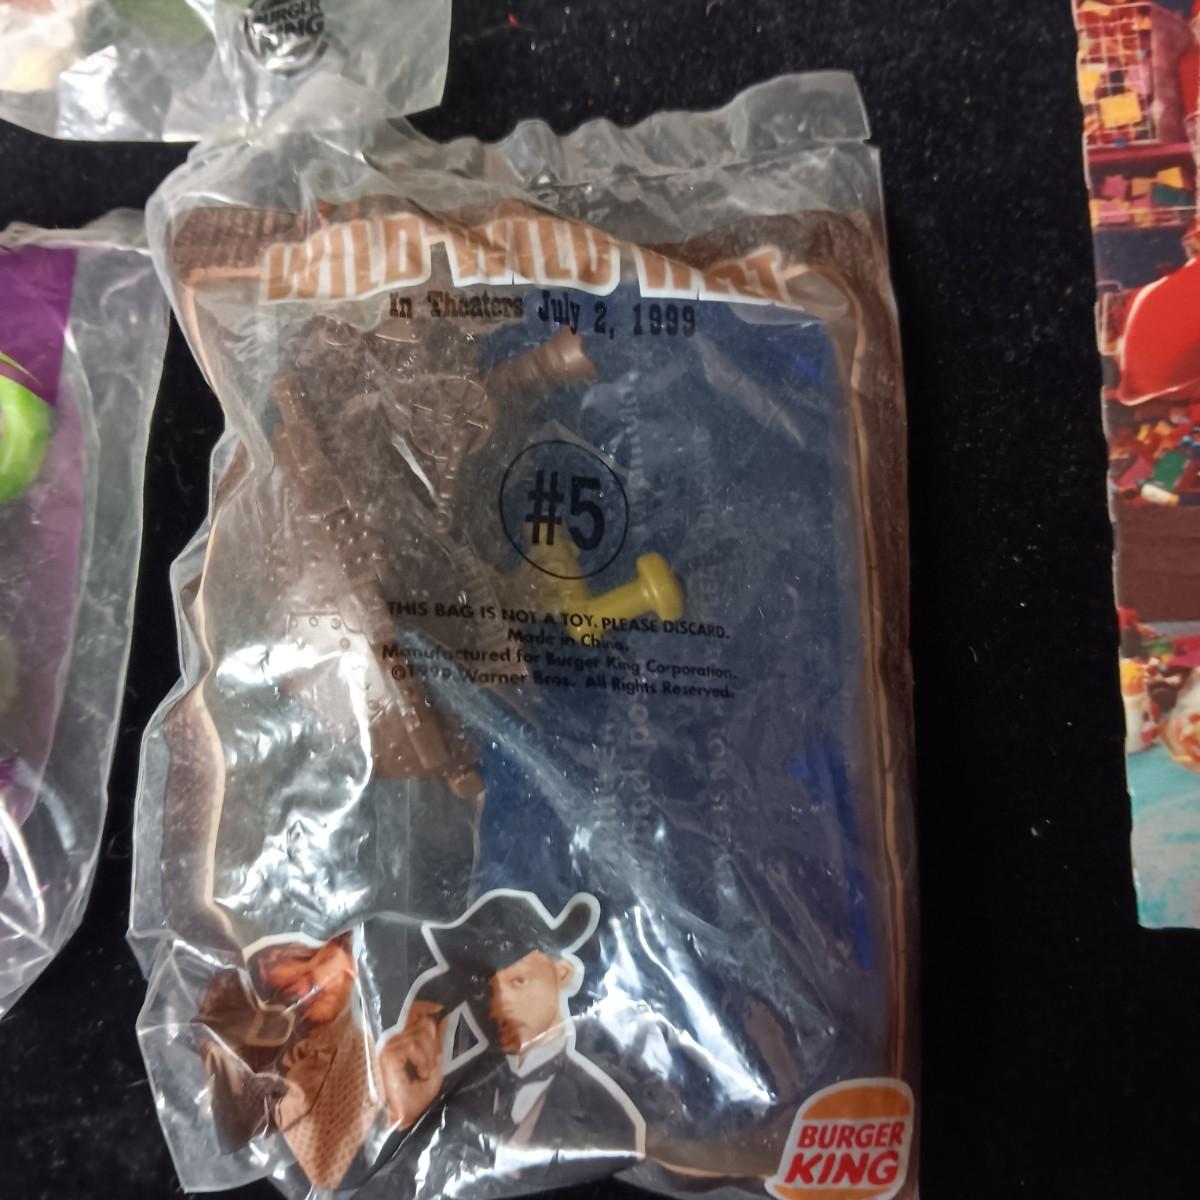 BURGER
KING
WILD WILD WEST
In Theaters July 2, 1999
#5
THIS BAG IS NOT A TOY. PLEASE DISCARD.
Made in China.
Manufactured for Burger King Corporation.
©1999 Warner Bros. All Rights Reserved.
BURGER
KING